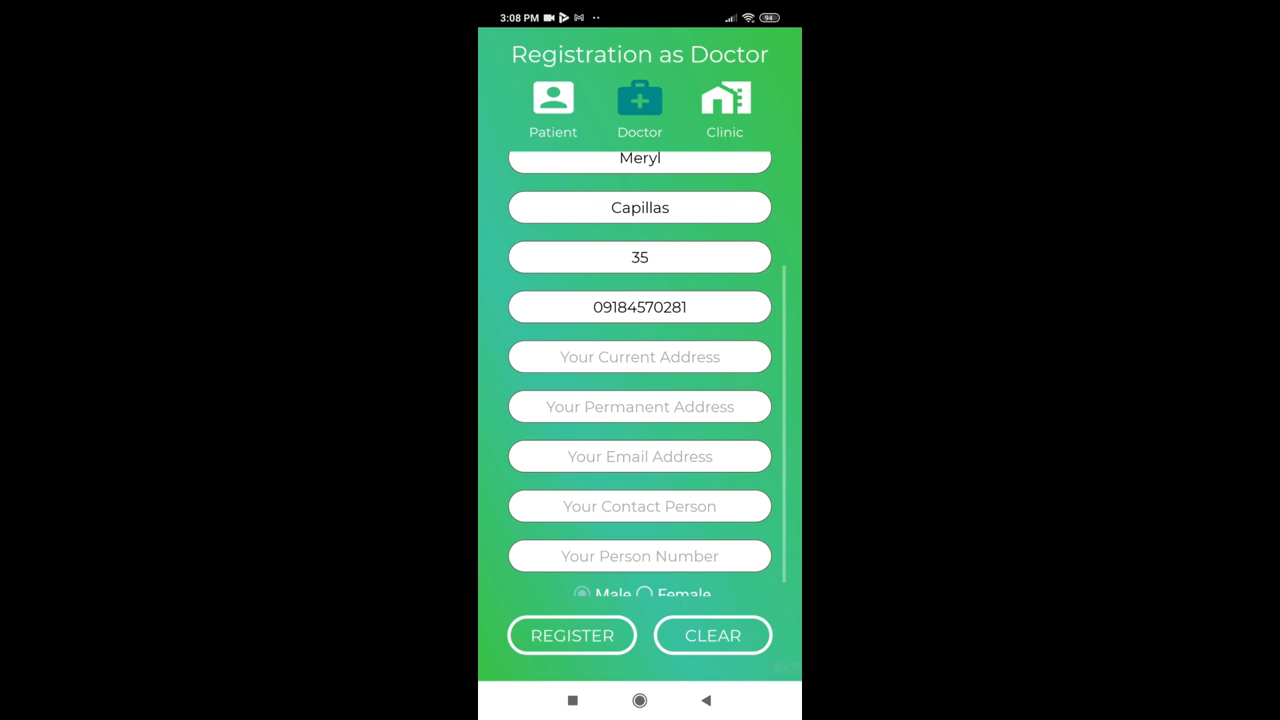 3:08 PM
94
Registration as Doctor
Patient Doctor Clinic
Meryl
Capillas
35
09184570281
Your Current Address
Your Permanent Address
Your Email Address
Your Contact Person
Your Person Number
Male Female
REGISTER CLEAR